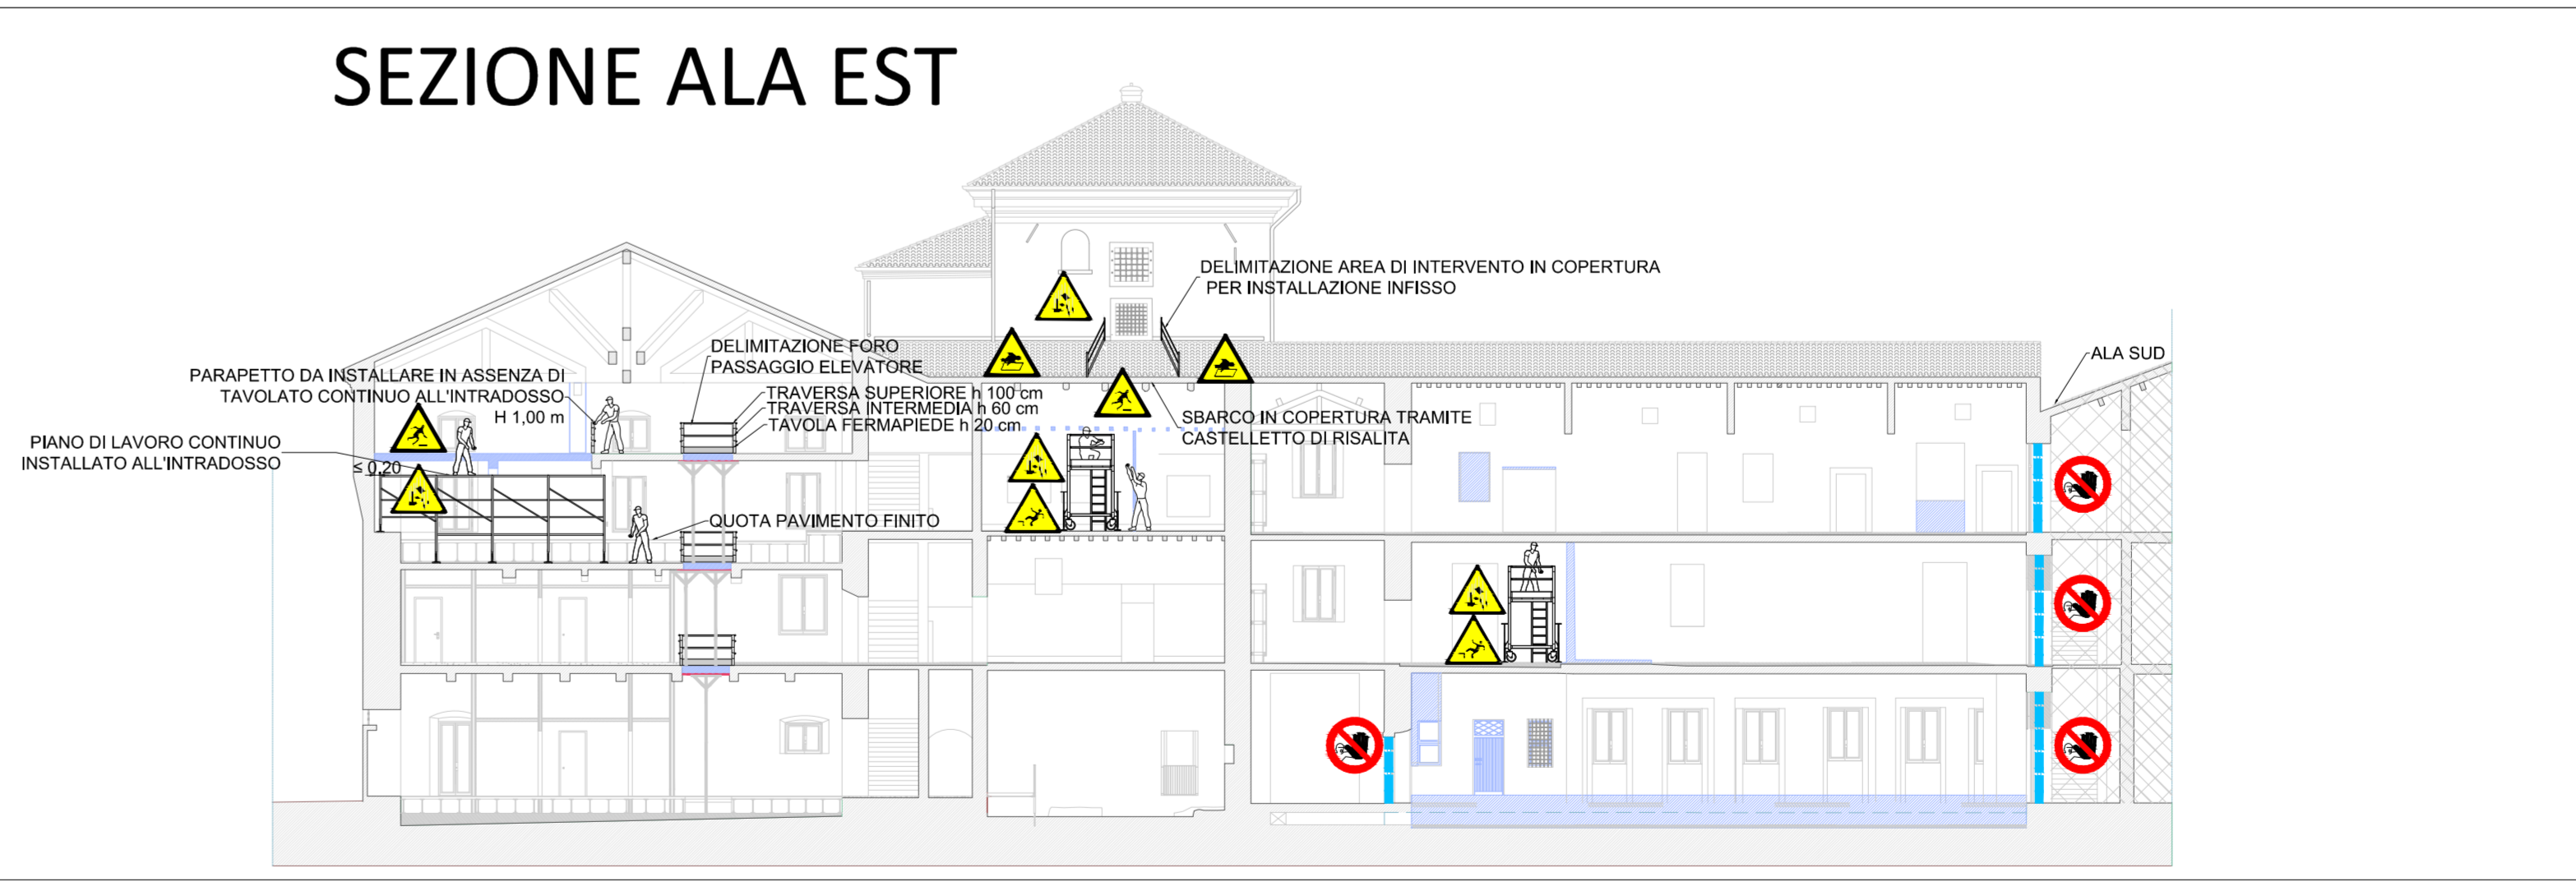 SEZIONE ALA EST
DELIMITAZIONE AREA DI INTERVENTO IN COPERTURA
PER INSTALLAZIONE INFISSO
DELIMITAZIONE FORO
PASSAGGIO ELEVATORE
ALA SUD
PARAPETTO DA INSTALLARE IN ASSENZA DI
TAVOLATO CONTINUO ALL'INTRADOSSO
H 1,00 m
TRAVERSA SUPERIORE h 100 cm
TRAVERSA INTERMEDIA h 60 cm
TAVOLA FERMAPIEDE h 20 cm
SBARCO IN COPERTURA TRAMITE
CASTELLETTO DI RISALITA
PIANO DI LAVORO CONTINUO
INSTALLATO ALL'INTRADOSSO
≤ 0,20
QUOTA PAVIMENTO FINITO